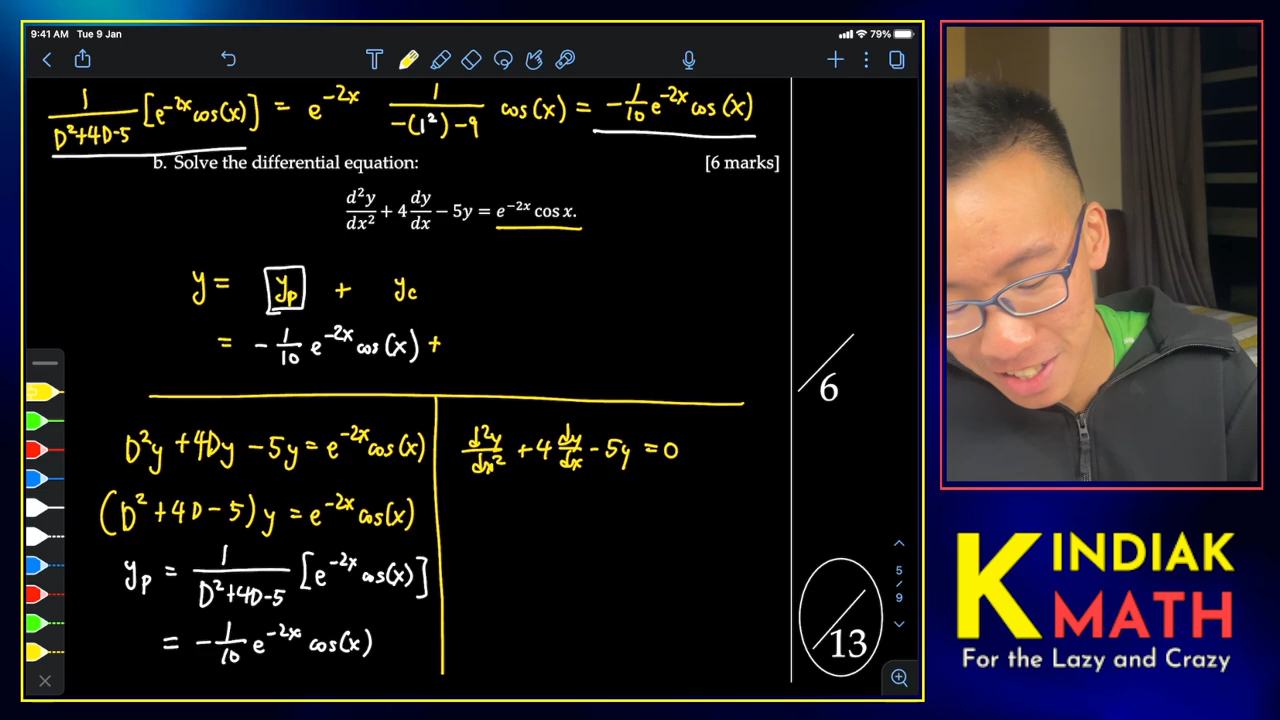 9:41 AM Tue 9 Jan
79%
1/(D²+4D-5) [e^(-2x) cos(x)] = e^(-2x) 1/(-(1²)-9) cos(x) = -1/10 e^(-2x) cos(x)
b. Solve the differential equation: [6 marks]
d²y/dx² + 4 dy/dx − 5y = e^(−2x) cos x.
y = y_p + y_c
= -1/10 e^(-2x) cos(x) +
6
D²y + 4Dy - 5y = e^(-2x) cos(x)
(D² + 4D - 5) y = e^(-2x) cos(x)
y_p = 1/(D²+4D-5) [e^(-2x) cos(x)]
= -1/10 e^(-2x) cos(x)
d²y/dx² + 4 dy/dx - 5y = 0
5/9
13
KINDIAK
MATH
For the Lazy and Crazy